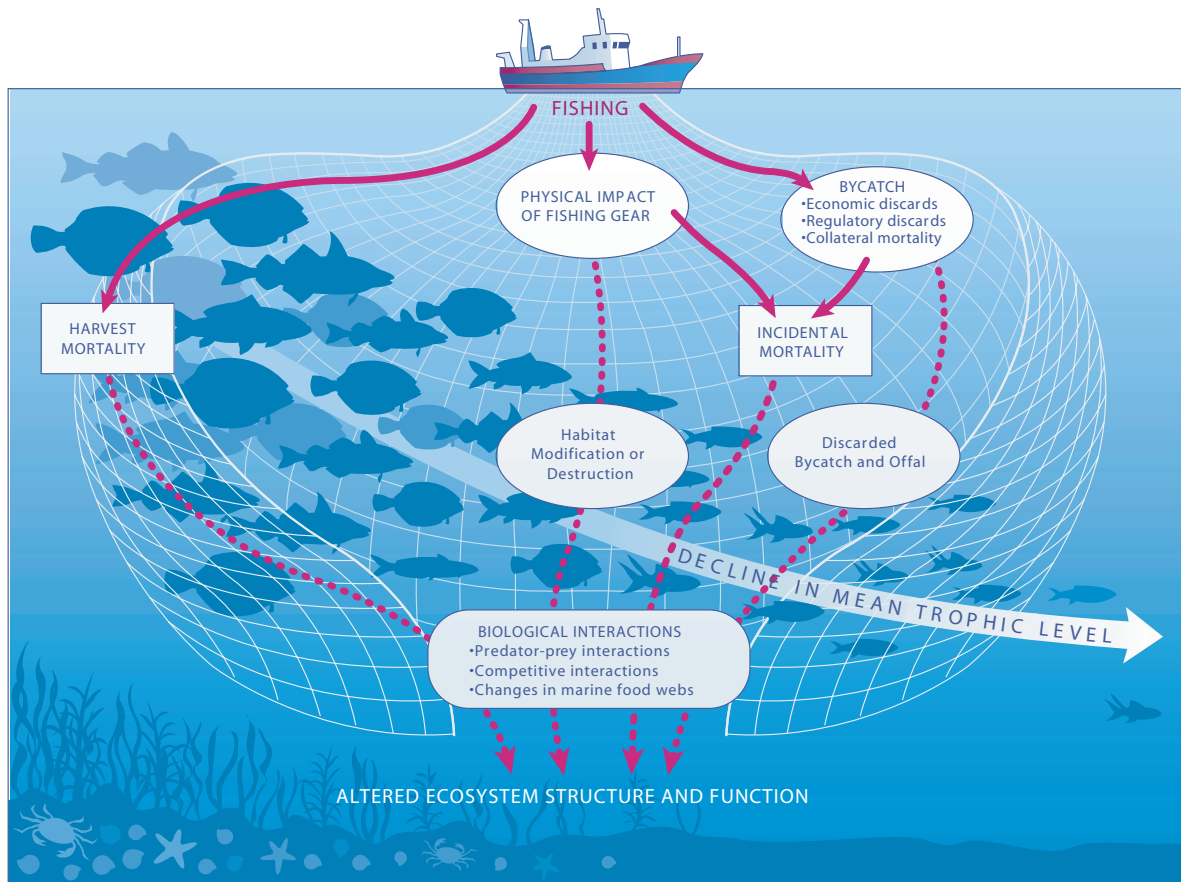 FISHING
PHYSICAL IMPACT
OF FISHING GEAR
BYCATCH
•Economic discards
•Regulatory discards
•Collateral mortality
HARVEST
MORTALITY
INCIDENTAL
MORTALITY
Habitat
Modification or
Destruction
Discarded
Bycatch and Offal
DECLINE IN MEAN TROPHIC LEVEL
BIOLOGICAL INTERACTIONS
•Predator-prey interactions
•Competitive interactions
•Changes in marine food webs
ALTERED ECOSYSTEM STRUCTURE AND FUNCTION